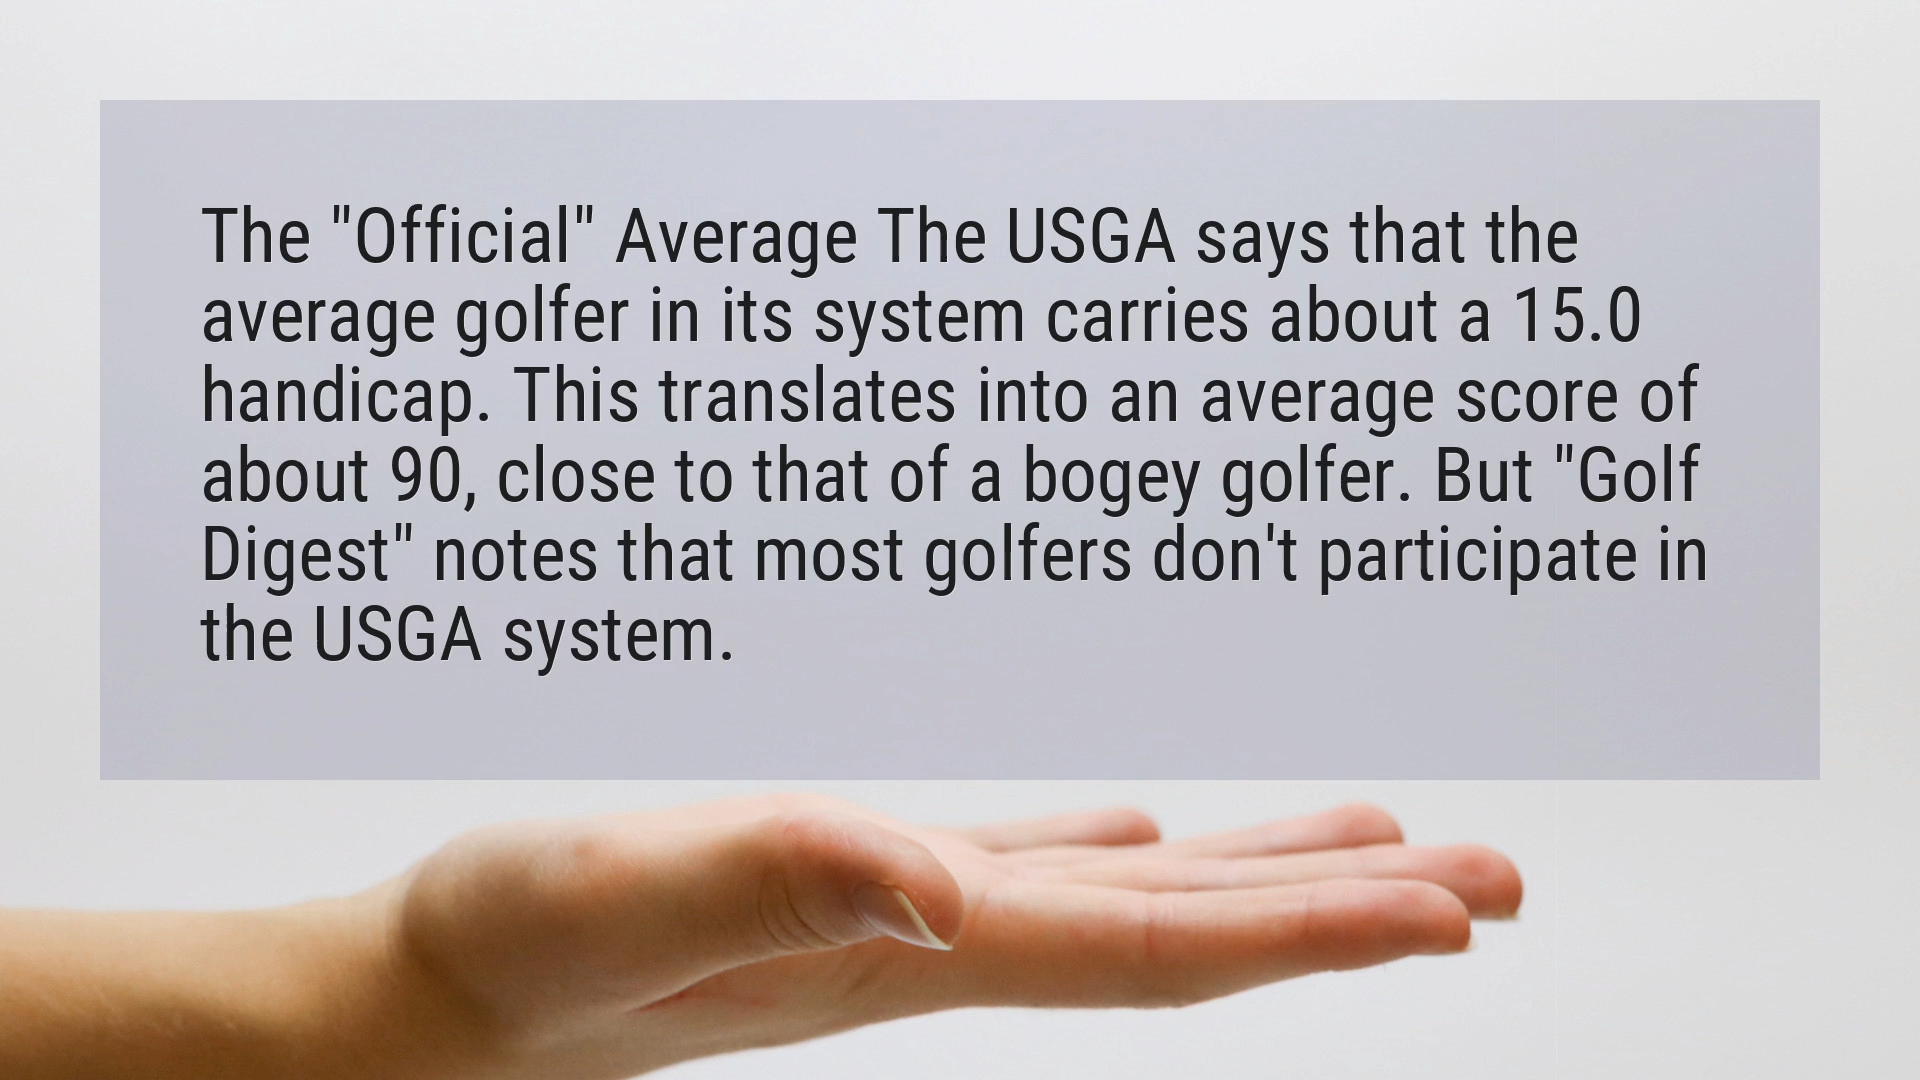 The "Official" Average The USGA says that the
average golfer in its system carries about a 15.0
handicap. This translates into an average score of
about 90, close to that of a bogey golfer. But "Golf
Digest" notes that most golfers don't participate in
the USGA system.